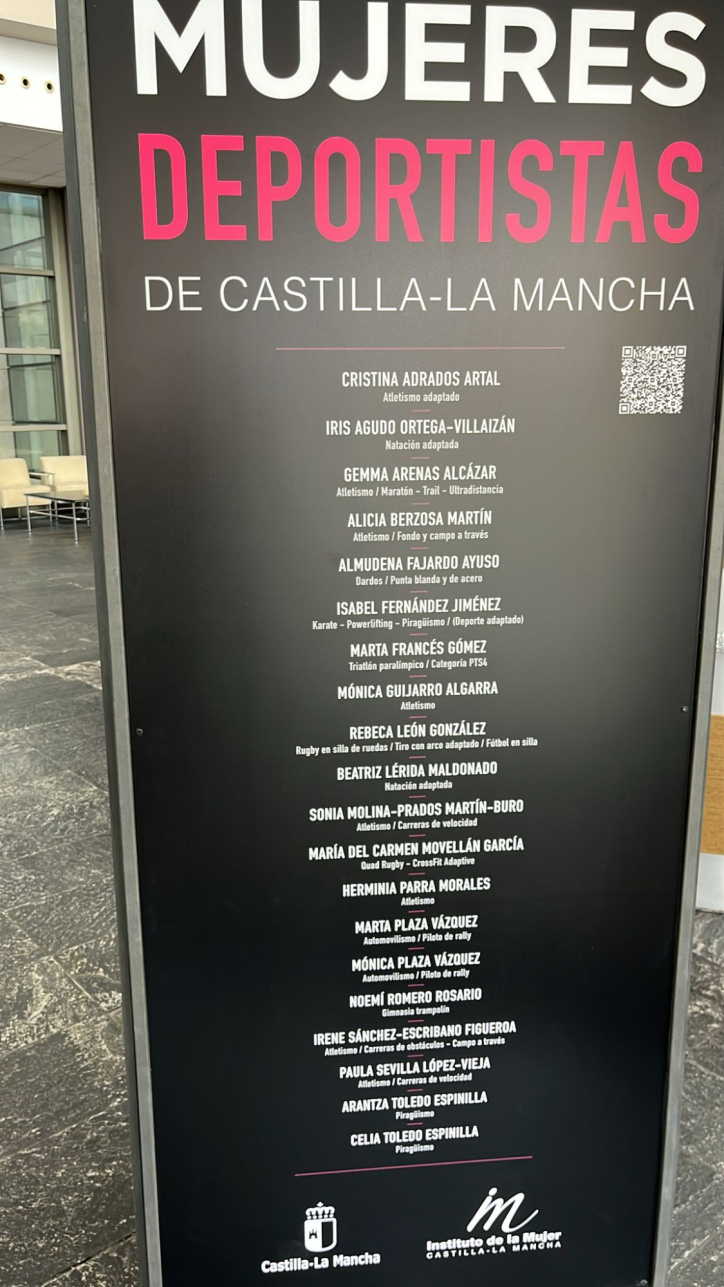 MUJERES
DEPORTISTAS
DE CASTILLA-LA MANCHA
CRISTINA ADRADOS ARTAL
Atletismo adaptado
IRIS AGUDO ORTEGA-VILLAIZÁN
Natación adaptada
GEMMA ARENAS ALCÁZAR
Atletismo / Maratón - Trail - Ultradistancia
ALICIA BERZOSA MARTÍN
Atletismo / Fondo y campo a través
ALMUDENA FAJARDO AYUSO
Dardos / Punta blanda y de acero
ISABEL FERNÁNDEZ JIMÉNEZ
Karate - Powerlifting - Piragüismo / (Deporte adaptado)
MARTA FRANCÉS GÓMEZ
Triatlón paralímpico / Categoría PTS4
MÓNICA GUIJARRO ALGARRA
Atletismo
REBECA LEÓN GONZÁLEZ
Rugby en silla de ruedas / Tiro con arco adaptado / Fútbol en silla
BEATRIZ LÉRIDA MALDONADO
Natación adaptada
SONIA MOLINA-PRADOS MARTÍN-BURO
Atletismo / Carreras de velocidad
MARÍA DEL CARMEN MOVELLÁN GARCÍA
Quad Rugby - CrossFit Adaptive
HERMINIA PARRA MORALES
Atletismo
MARTA PLAZA VÁZQUEZ
Automovilismo / Piloto de rally
MÓNICA PLAZA VÁZQUEZ
Automovilismo / Piloto de rally
NOEMÍ ROMERO ROSARIO
Gimnasia trampolín
IRENE SÁNCHEZ-ESCRIBANO FIGUEROA
Atletismo / Carreras de obstáculos - Campo a través
PAULA SEVILLA LÓPEZ-VIEJA
Atletismo / Carreras de velocidad
ARANTZA TOLEDO ESPINILLA
Piragüismo
CELIA TOLEDO ESPINILLA
Piragüismo
Castilla-La Mancha
im
Instituto de la Mujer
CASTILLA-LA MANCHA